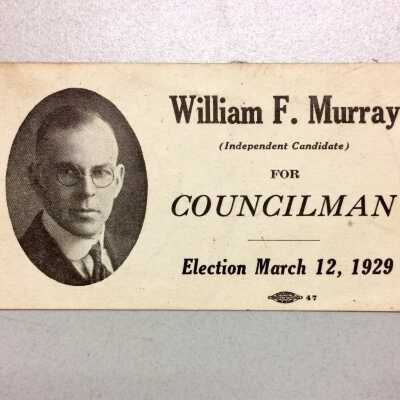 William F. Murray
(Independent Candidate)
FOR
COUNCILMAN
Election March 12, 1929
47